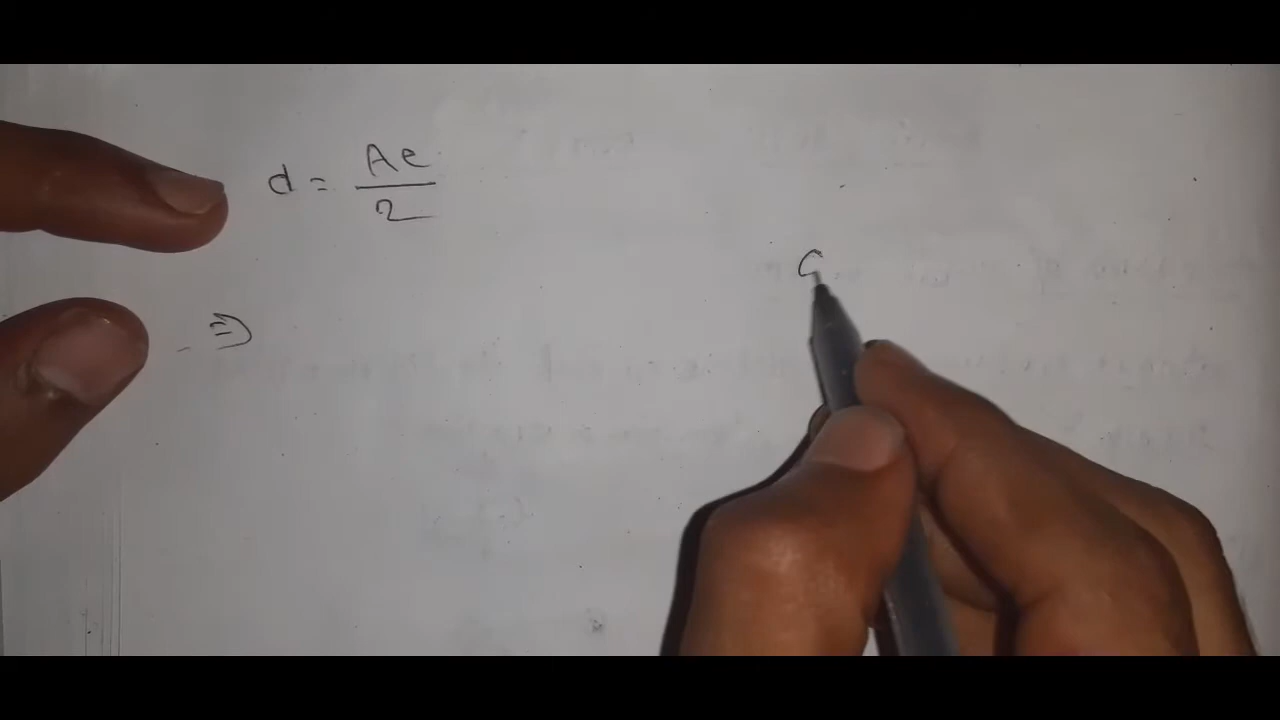 d = Ae/2
⇒
C